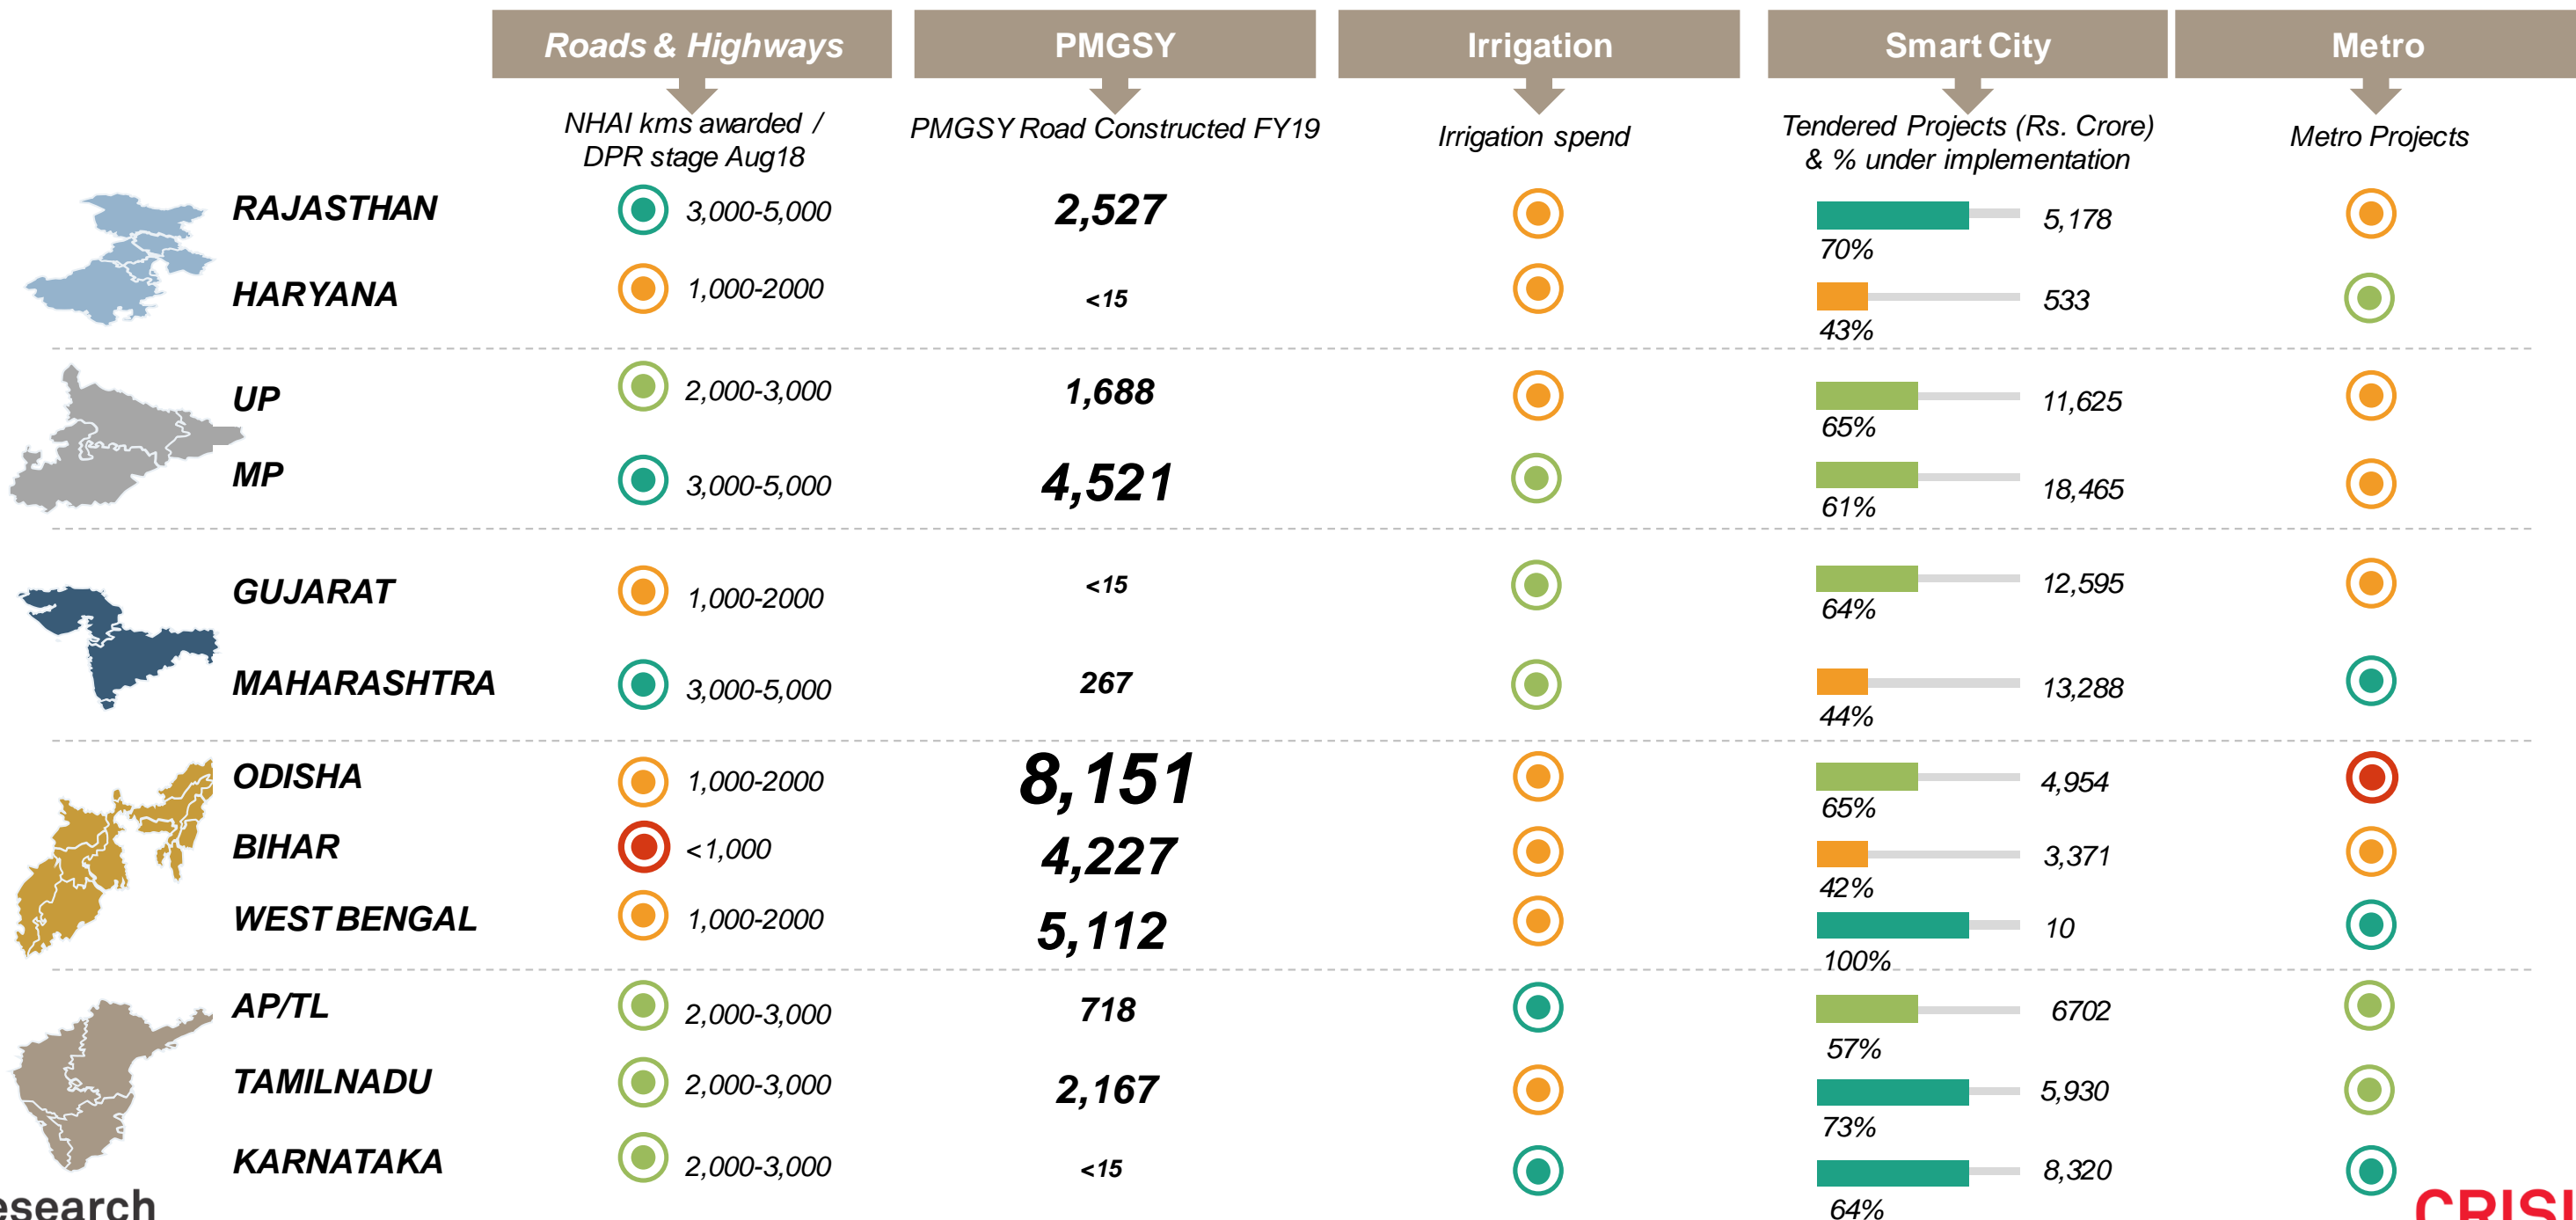 Roads & Highways
PMGSY
Irrigation
Smart City
Metro
NHAI kms awarded /
DPR stage Aug18
PMGSY Road Constructed FY19
Irrigation spend
Tendered Projects (Rs. Crore)
& % under implementation
Metro Projects
RAJASTHAN
3,000-5,000
2,527
5,178
70%
HARYANA
1,000-2000
<15
533
43%
UP
2,000-3,000
1,688
11,625
65%
MP
3,000-5,000
4,521
18,465
61%
GUJARAT
1,000-2000
<15
12,595
64%
MAHARASHTRA
3,000-5,000
267
13,288
44%
ODISHA
1,000-2000
8,151
4,954
65%
BIHAR
<1,000
4,227
3,371
42%
WEST BENGAL
1,000-2000
5,112
10
100%
AP/TL
2,000-3,000
718
6702
57%
TAMILNADU
2,000-3,000
2,167
5,930
73%
KARNATAKA
2,000-3,000
<15
8,320
64%
esearch